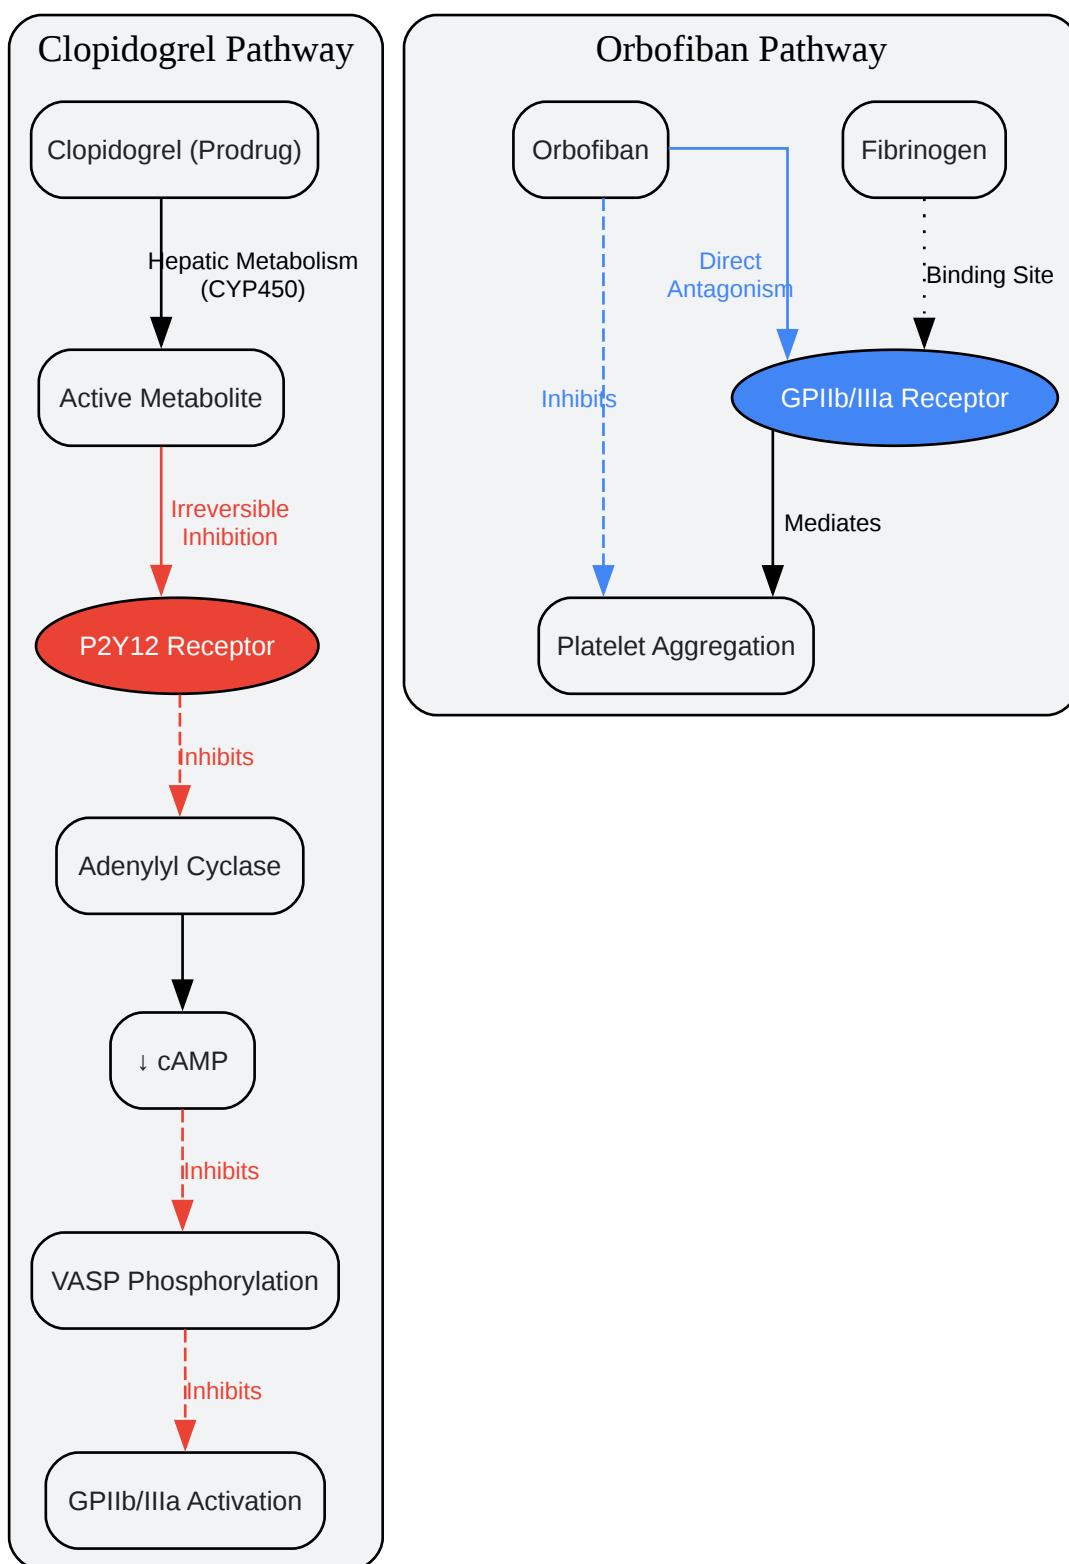 Clopidogrel Pathway
Clopidogrel (Prodrug)
Hepatic Metabolism
(CYP450)
Active Metabolite
Irreversible
Inhibition
P2Y12 Receptor
Inhibits
Adenylyl Cyclase
↓ cAMP
Inhibits
VASP Phosphorylation
Inhibits
GPIIb/IIIa Activation
Orbofiban Pathway
Orbofiban
Fibrinogen
Direct
Antagonism
Binding Site
Inhibits
GPIIb/IIIa Receptor
Mediates
Platelet Aggregation